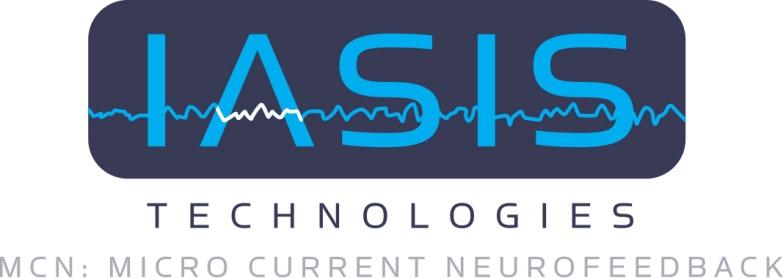 IASIS
TECHNOLOGIES
MCN: MICRO CURRENT NEUROFEEDBACK